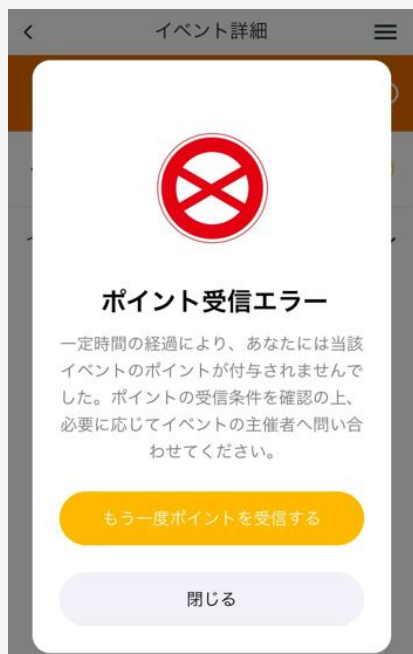 イベント詳細
ポイント受信エラー
一定時間の経過により、あなたには当該
イベントのポイントが付与されませんで
した。ポイントの受信条件を確認の上、
必要に応じてイベントの主催者へ問い合
わせてください。
もう一度ポイントを受信する
閉じる